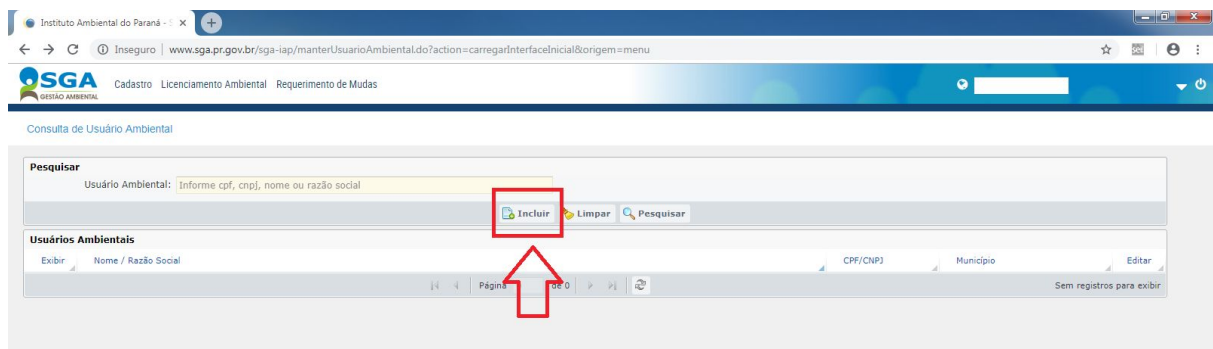 Instituto Ambiental do Paraná - S
Inseguro | www.sga.pr.gov.br/sga-iap/manterUsuarioAmbiental.do?action=carregarInterfaceInicial&origem=menu
SGA
GESTÃO AMBIENTAL
Cadastro Licenciamento Ambiental Requerimento de Mudas
Consulta de Usuário Ambiental
Pesquisar
Usuário Ambiental: Informe cpf, cnpj, nome ou razão social
Incluir Limpar Pesquisar
Usuários Ambientais
Exibir Nome / Razão Social CPF/CNPJ Município Editar
Página de 0 Sem registros para exibir